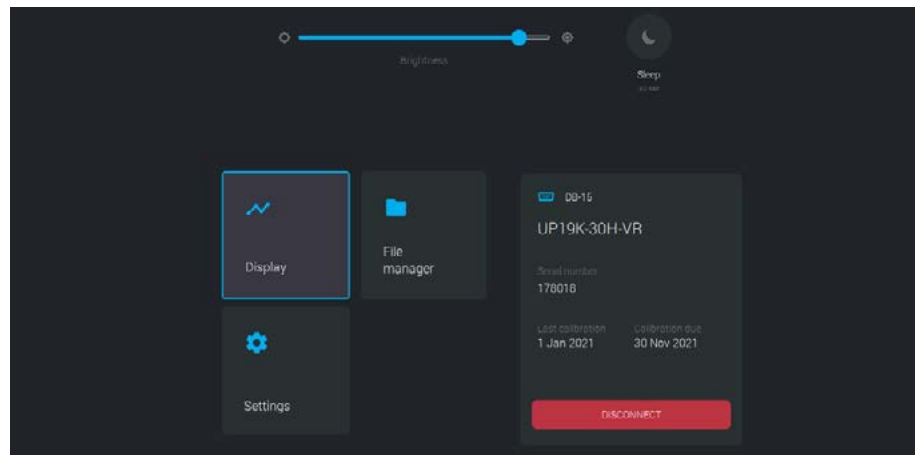 Brightness
Sleep
Display
File
manager
Settings
DB-15
UP19K-30H-VR
Serial number
178018
Last calibration
Calibration due
1 Jan 2021
30 Nov 2021
DISCONNECT